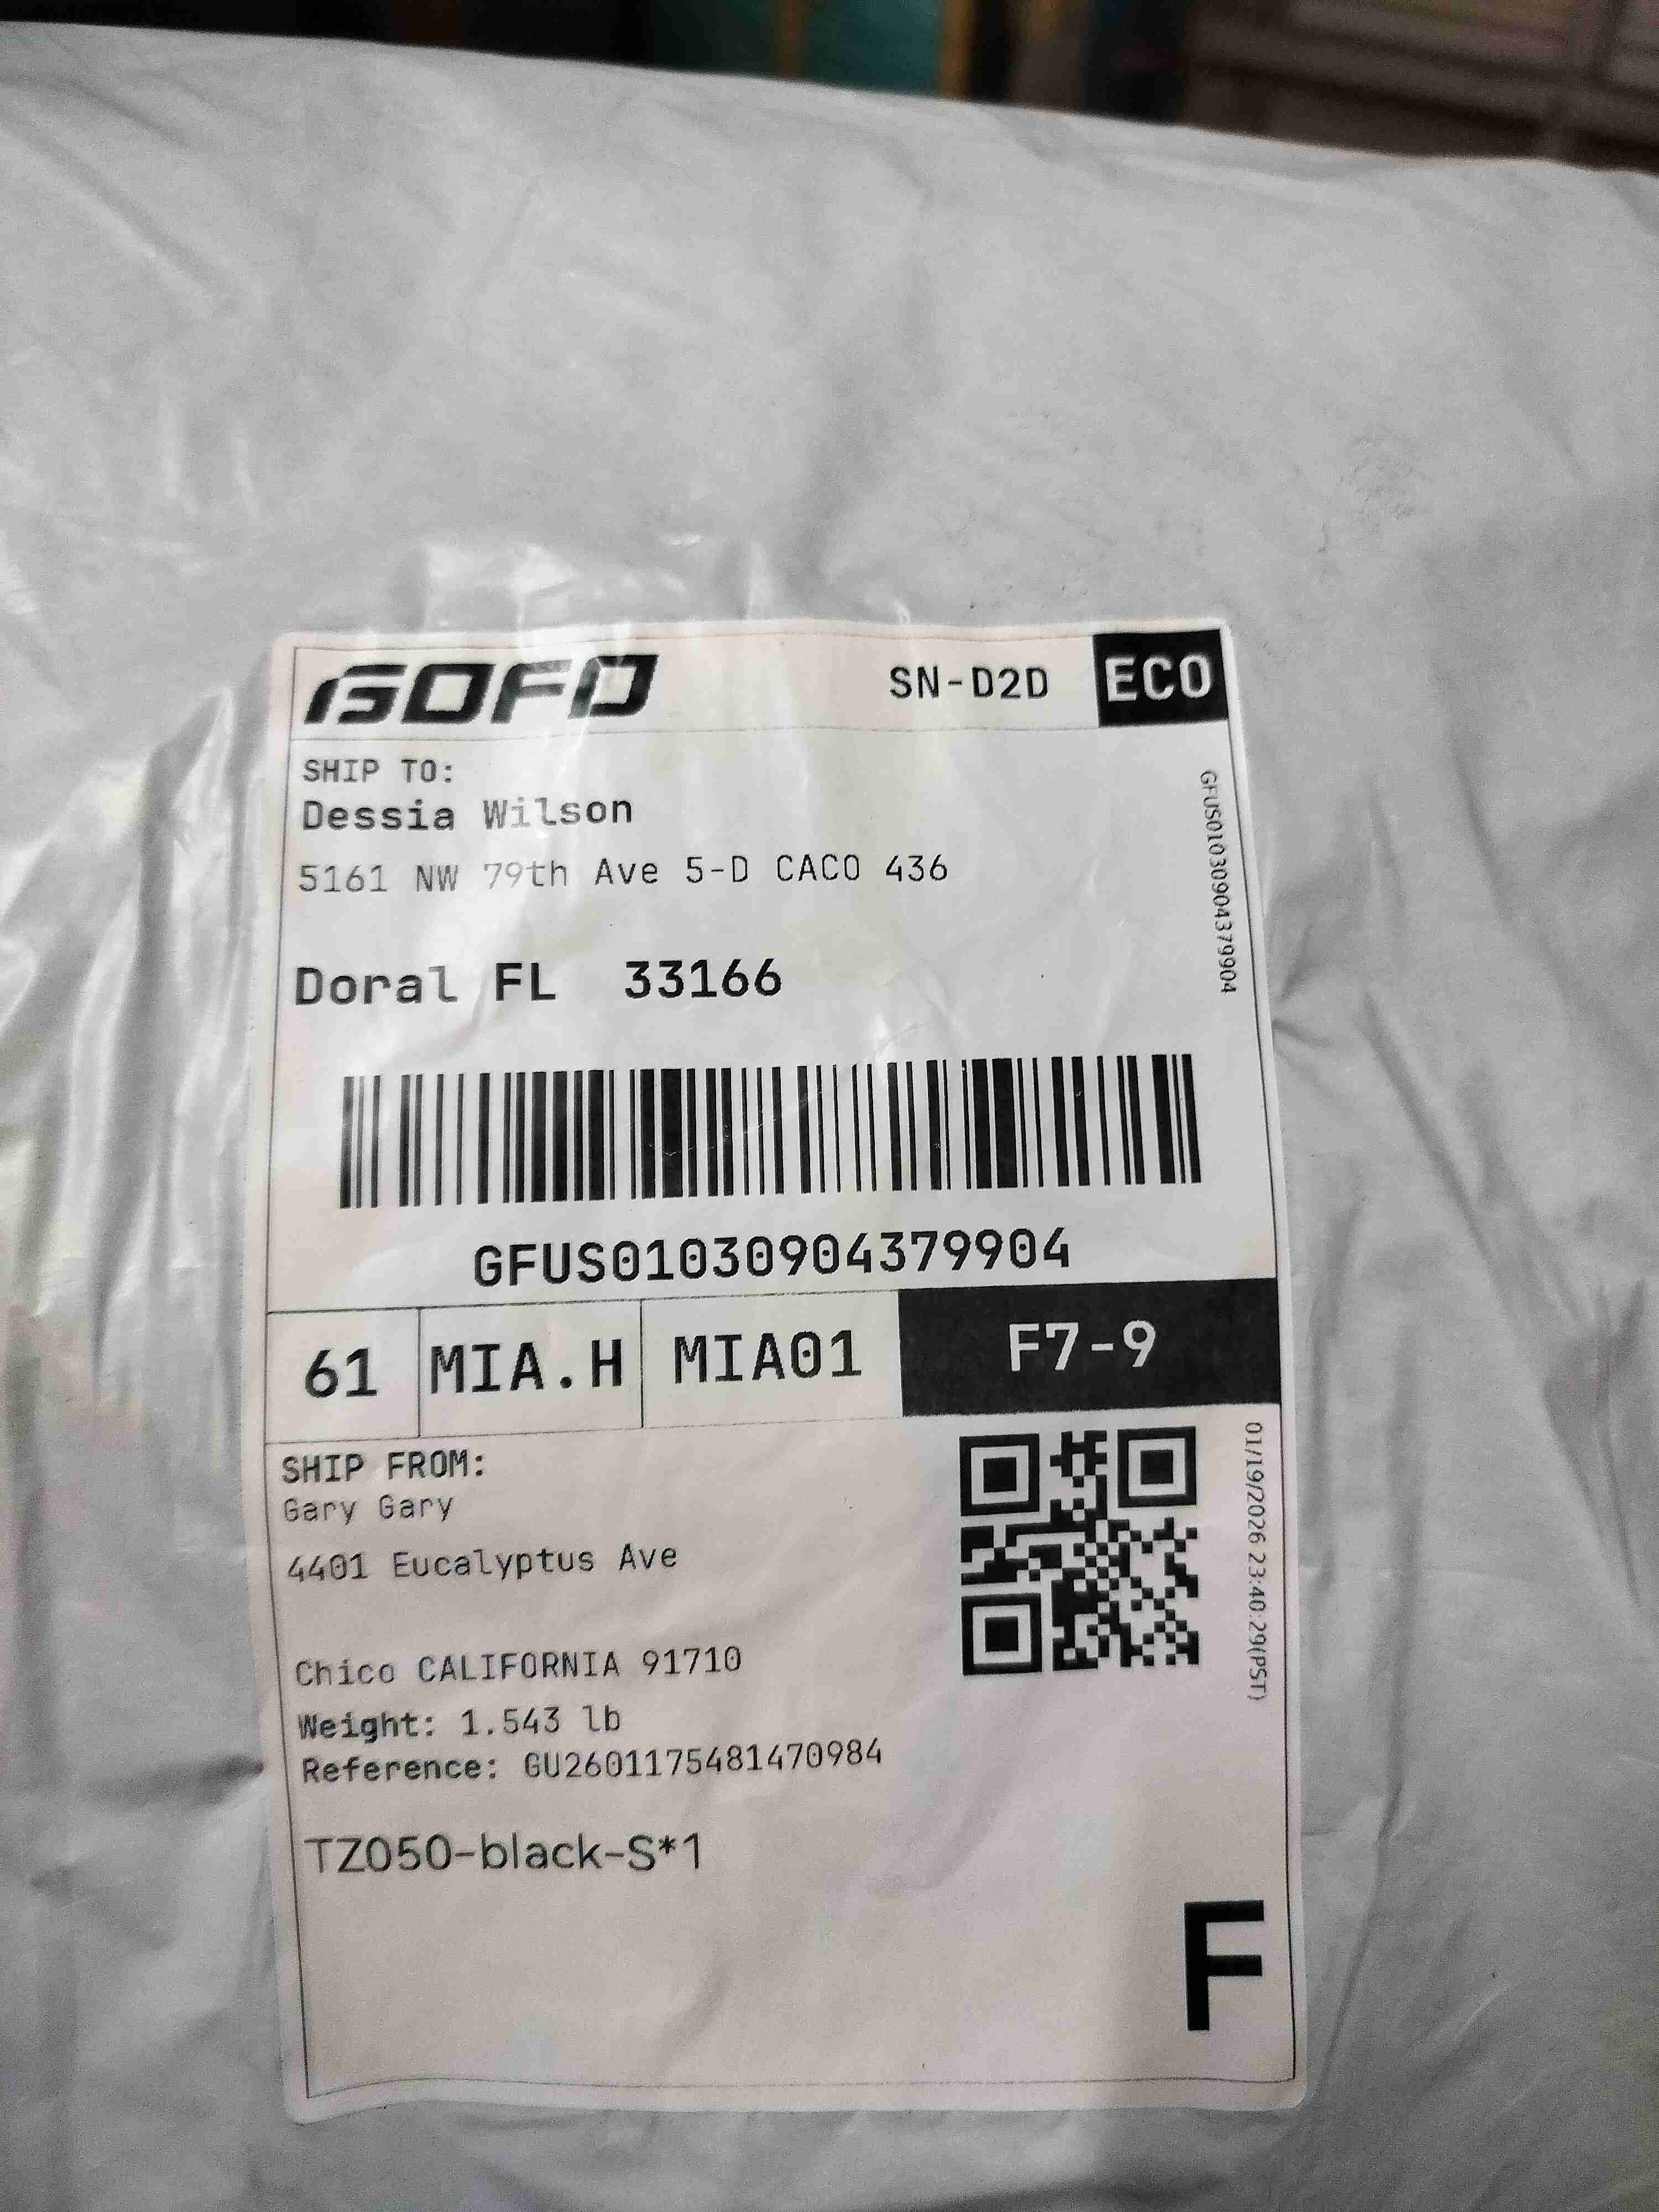 GOFO SN-D2D ECO
SHIP TO:
Dessia Wilson
5161 NW 79th Ave 5-D CACO 436
Doral FL 33166
GFUS01030904379904
GFUS01030904379904
61 MIA.H MIA01 F7-9
SHIP FROM:
Gary Gary
4401 Eucalyptus Ave
Chico CALIFORNIA 91710
Weight: 1.543 lb
Reference: GU2601175481470984
01/19/2026 23:40:29(PST)
TZ050-black-S*1
F